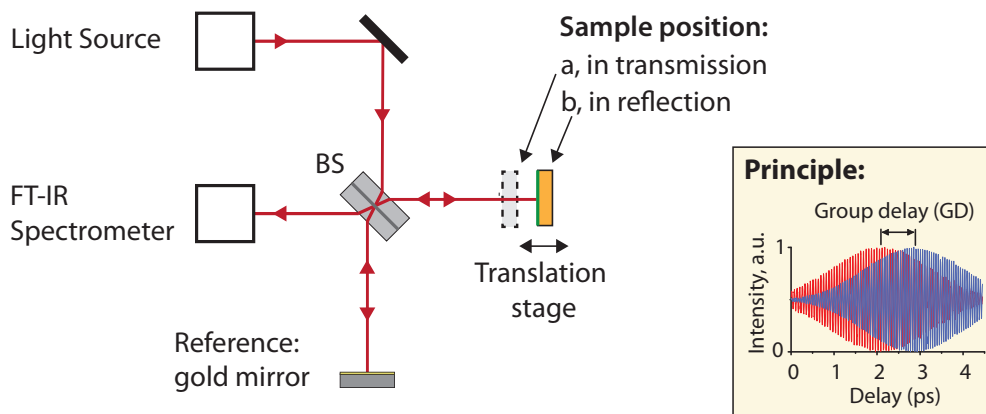 Light Source
Sample position:
a, in transmission
b, in reflection
BS
FT-IR
Spectrometer
Translation
stage
Reference:
gold mirror
Principle:
Group delay (GD)
Intensity, a.u.
1
0
0 1 2 3 4
Delay (ps)